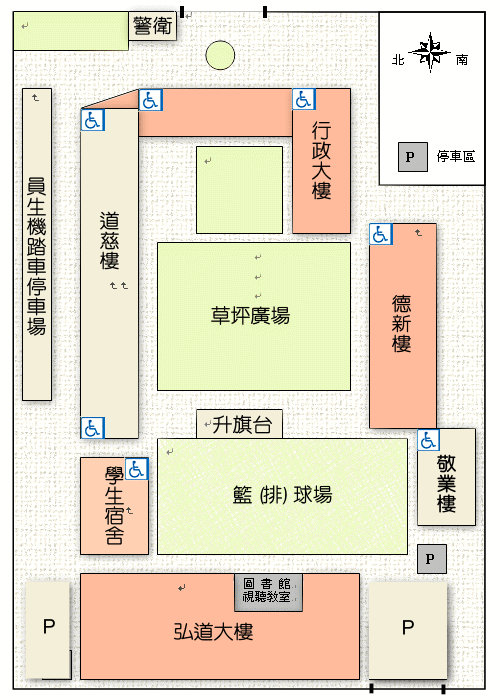 警衛
北
南
P
停車區
行政大樓
員生機踏車停車場
道慈樓
德新樓
草坪廣場
升旗台
敬業樓
學生宿舍
籃(排)球場
P
圖書館
視聽教室
P
弘道大樓
P